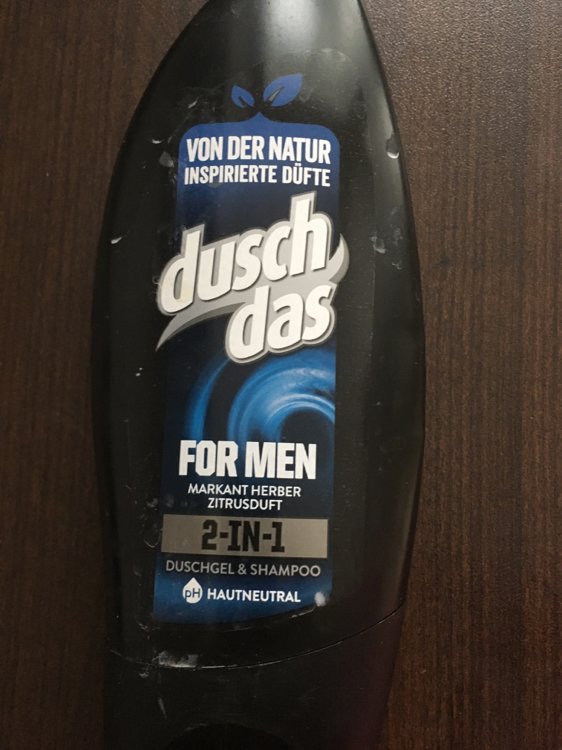 VON DER NATUR
INSPIRIERTE DÜFTE
dusch
das
FOR MEN
MARKANT HERBER
ZITRUSDUFT
2-IN-1
DUSCHGEL & SHAMPOO
pH HAUTNEUTRAL